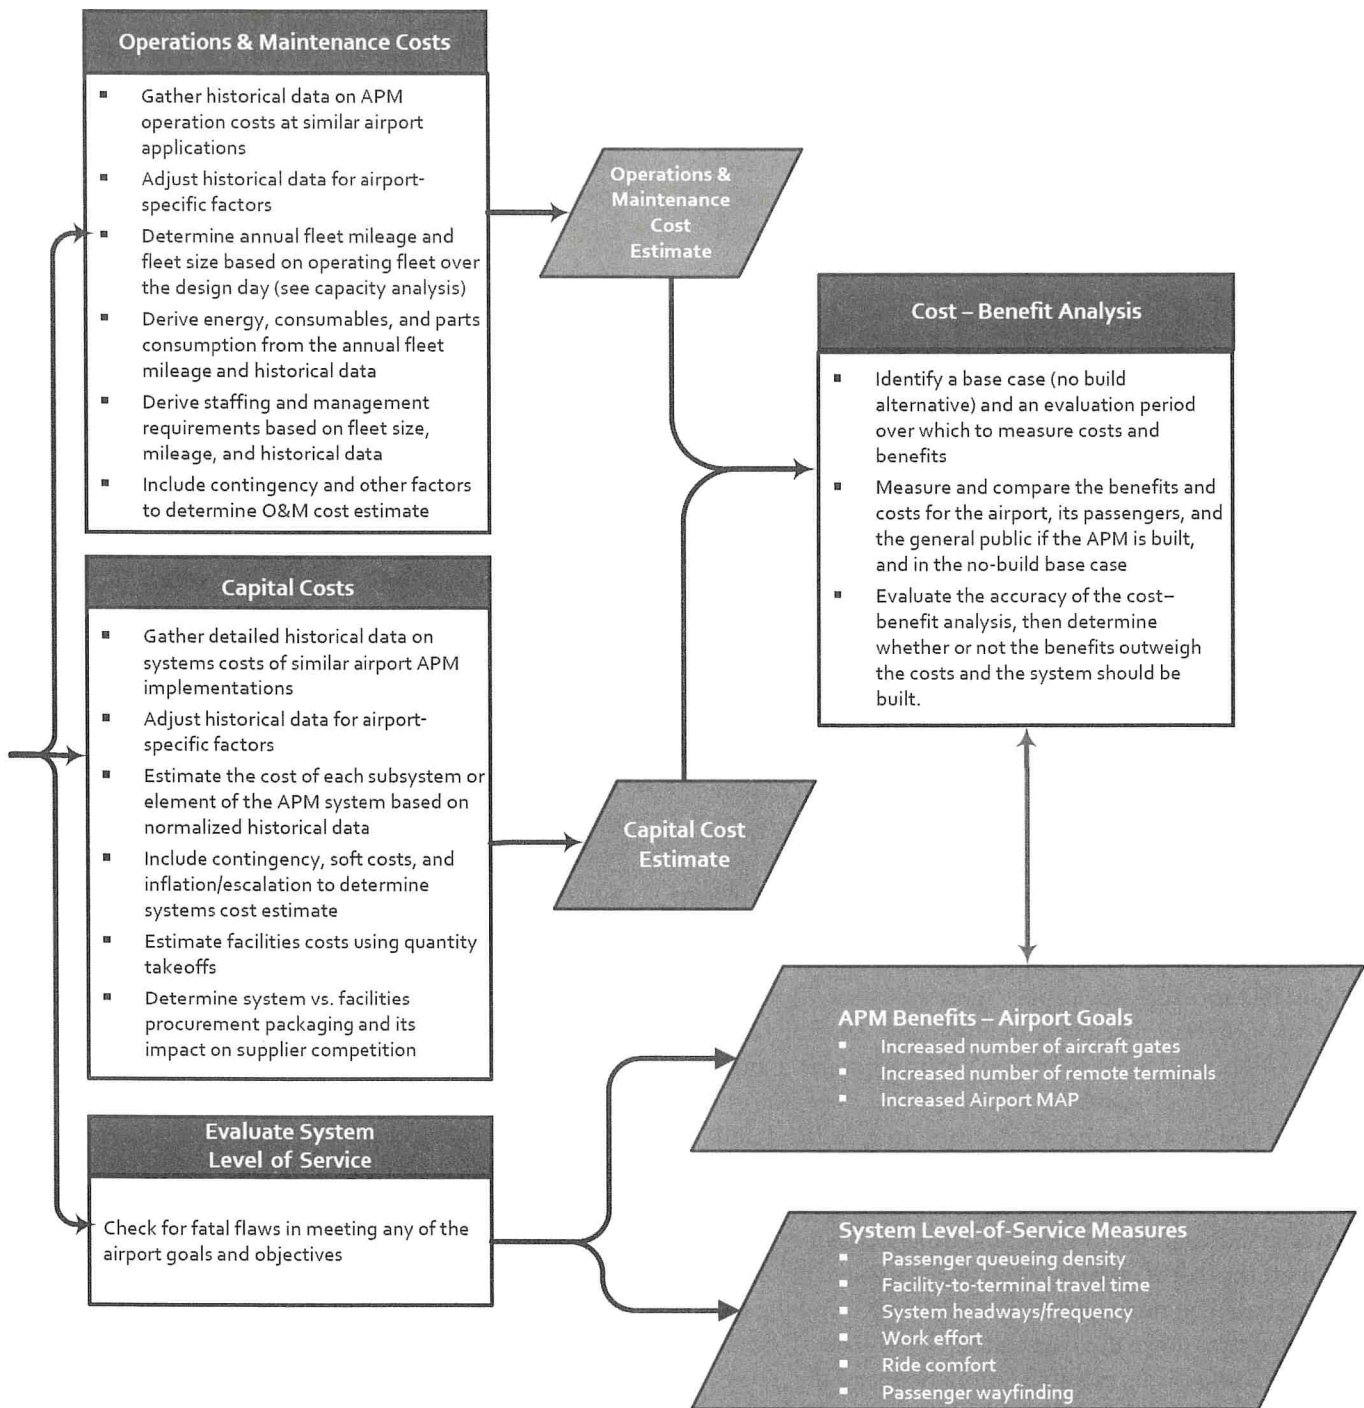 Operations & Maintenance Costs
▪ Gather historical data on APM
operation costs at similar airport
applications
▪ Adjust historical data for airport-
specific factors
▪ Determine annual fleet mileage and
fleet size based on operating fleet over
the design day (see capacity analysis)
▪ Derive energy, consumables, and parts
consumption from the annual fleet
mileage and historical data
▪ Derive staffing and management
requirements based on fleet size,
mileage, and historical data
▪ Include contingency and other factors
to determine O&M cost estimate
Operations &
Maintenance
Cost
Estimate
Cost – Benefit Analysis
▪ Identify a base case (no build
alternative) and an evaluation period
over which to measure costs and
benefits
▪ Measure and compare the benefits and
costs for the airport, its passengers, and
the general public if the APM is built,
and in the no-build base case
▪ Evaluate the accuracy of the cost–
benefit analysis, then determine
whether or not the benefits outweigh
the costs and the system should be
built.
Capital Costs
▪ Gather detailed historical data on
systems costs of similar airport APM
implementations
▪ Adjust historical data for airport-
specific factors
▪ Estimate the cost of each subsystem or
element of the APM system based on
normalized historical data
▪ Include contingency, soft costs, and
inflation/escalation to determine
systems cost estimate
▪ Estimate facilities costs using quantity
takeoffs
▪ Determine system vs. facilities
procurement packaging and its
impact on supplier competition
Capital Cost
Estimate
Evaluate System
Level of Service
Check for fatal flaws in meeting any of the
airport goals and objectives
APM Benefits – Airport Goals
▪ Increased number of aircraft gates
▪ Increased number of remote terminals
▪ Increased Airport MAP
System Level-of-Service Measures
▪ Passenger queueing density
▪ Facility-to-terminal travel time
▪ System headways/frequency
▪ Work effort
▪ Ride comfort
▪ Passenger wayfinding